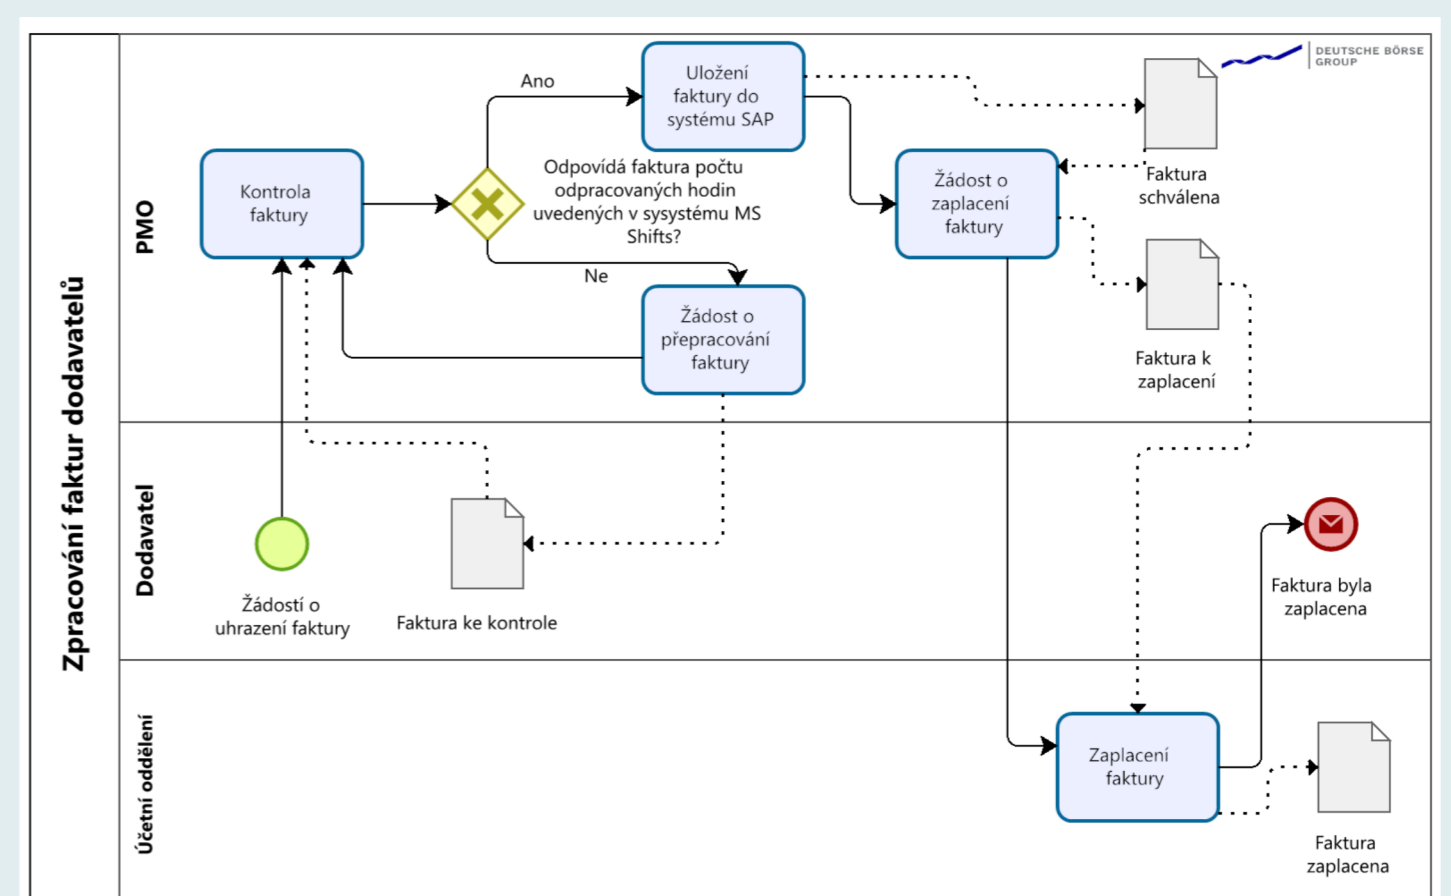 DEUTSCHE BÖRSE
GROUP
Zpracování faktur dodavatelů
PMO
Kontrola
faktury
Ano
Odpovídá faktura počtu
odpracovaných hodin
uvedených v sysystému MS
Shifts?
Ne
Uložení
faktury do
systému SAP
Žádost o
přepracování
faktury
Žádost o
zaplacení
faktury
Faktura
schválena
Faktura k
zaplacení
Dodavatel
Žádostí o
uhrazení faktury
Faktura ke kontrole
Faktura byla
zaplacena
Účetní oddělení
Zaplacení
faktury
Faktura
zaplacena